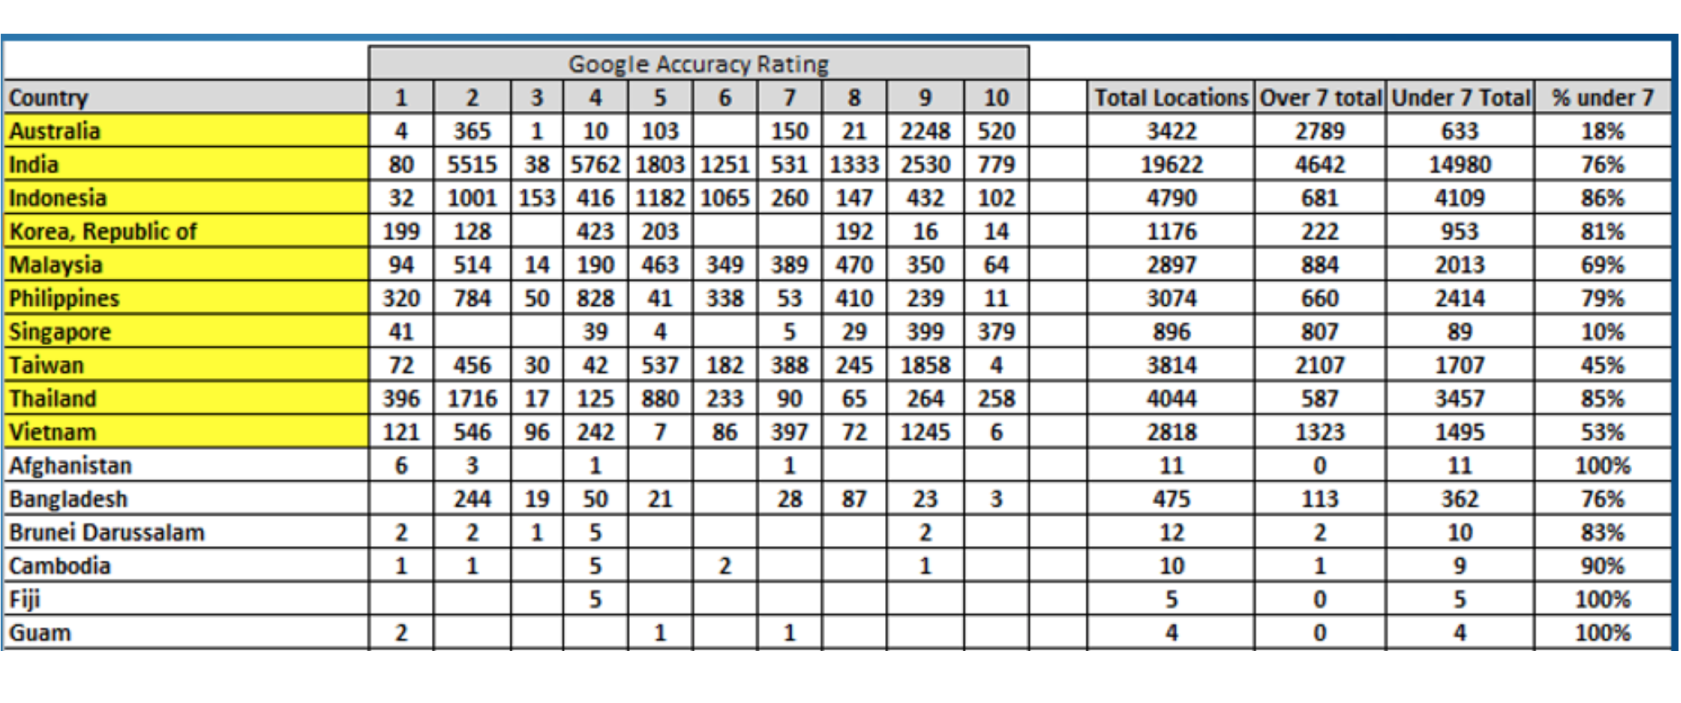 Google Accuracy Rating
Country 1 2 3 4 5 6 7 8 9 10 Total Locations Over 7 total Under 7 Total % under 7
Australia 4 365 1 10 103 150 21 2248 520 3422 2789 633 18%
India 80 5515 38 5762 1803 1251 531 1333 2530 779 19622 4642 14980 76%
Indonesia 32 1001 153 416 1182 1065 260 147 432 102 4790 681 4109 86%
Korea, Republic of 199 128 423 203 192 16 14 1176 222 953 81%
Malaysia 94 514 14 190 463 349 389 470 350 64 2897 884 2013 69%
Philippines 320 784 50 828 41 338 53 410 239 11 3074 660 2414 79%
Singapore 41 39 4 5 29 399 379 896 807 89 10%
Taiwan 72 456 30 42 537 182 388 245 1858 4 3814 2107 1707 45%
Thailand 396 1716 17 125 880 233 90 65 264 258 4044 587 3457 85%
Vietnam 121 546 96 242 7 86 397 72 1245 6 2818 1323 1495 53%
Afghanistan 6 3 1 1 11 0 11 100%
Bangladesh 244 19 50 21 28 87 23 3 475 113 362 76%
Brunei Darussalam 2 2 1 5 2 12 2 10 83%
Cambodia 1 1 5 2 1 10 1 9 90%
Fiji 5 5 0 5 100%
Guam 2 1 1 4 0 4 100%